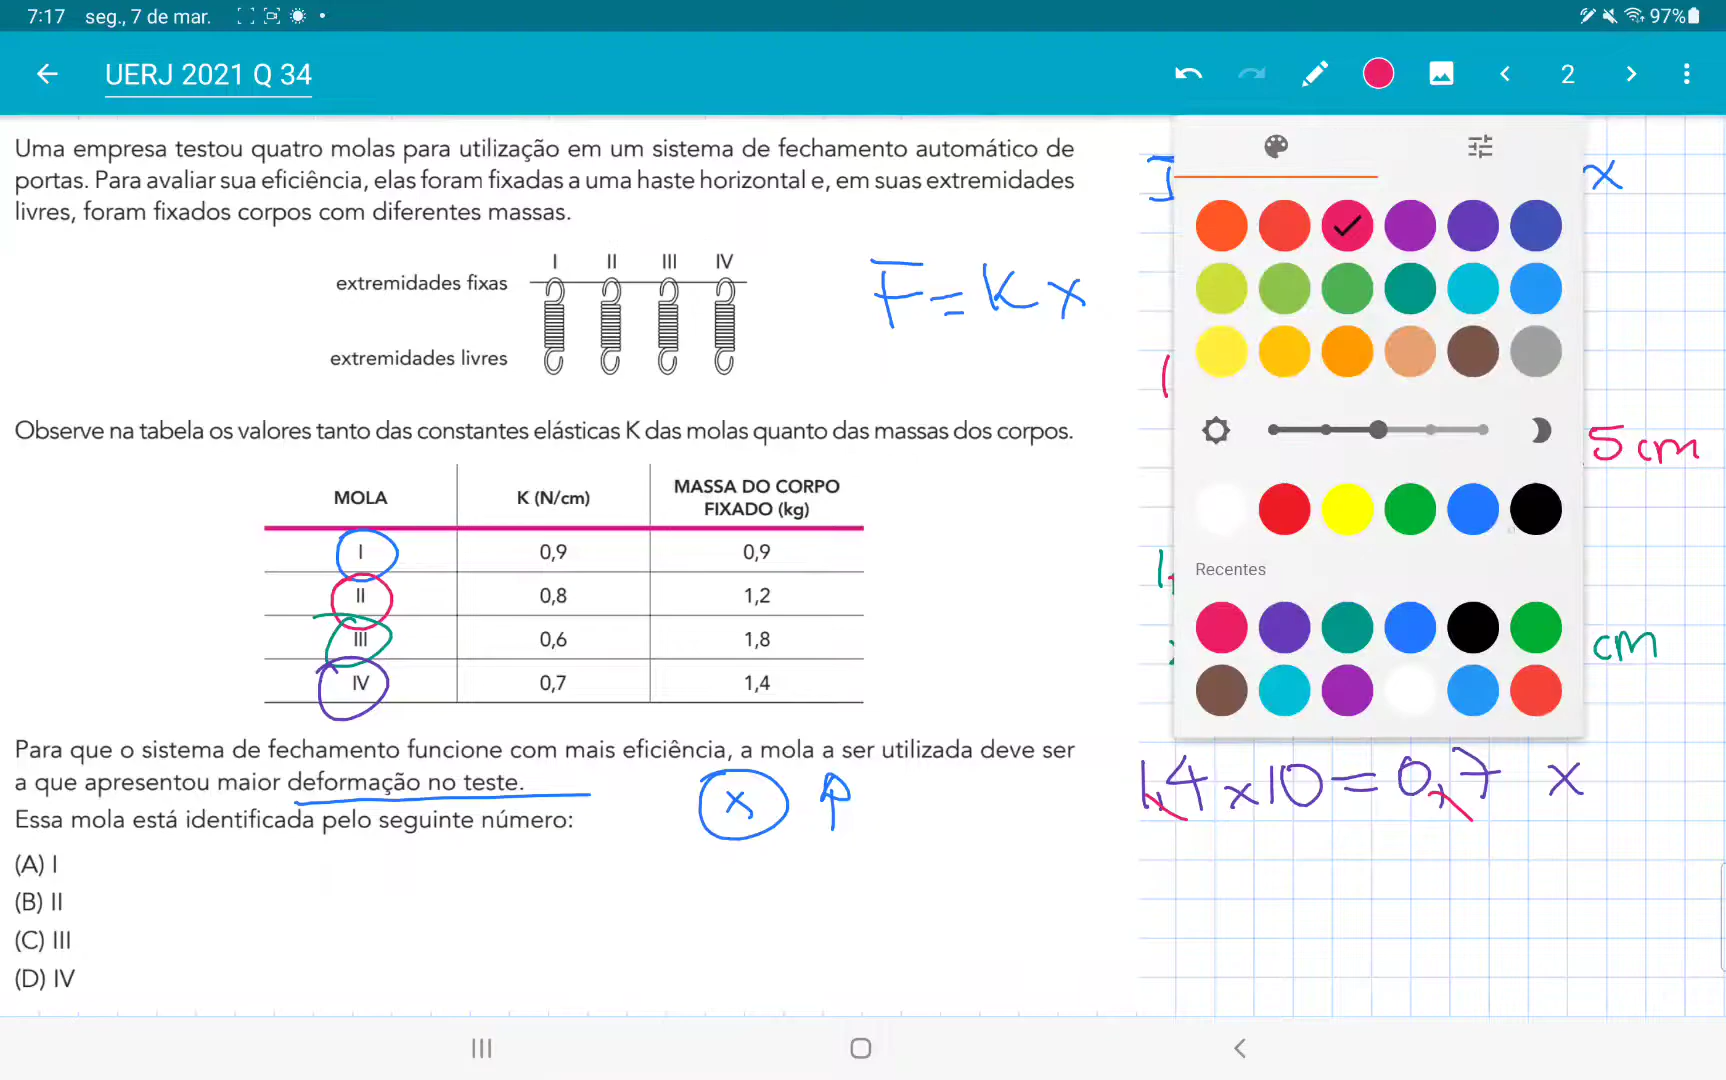 7:17 seg., 7 de mar. 97%
UERJ 2021 Q 34 2
Uma empresa testou quatro molas para utilização em um sistema de fechamento automático de
portas. Para avaliar sua eficiência, elas foram fixadas a uma haste horizontal e, em suas extremidades
livres, foram fixados corpos com diferentes massas.
I II III IV
extremidades fixas
extremidades livres
F = K x
Observe na tabela os valores tanto das constantes elásticas K das molas quanto das massas dos corpos.
MOLA K (N/cm) MASSA DO CORPO FIXADO (kg)
I 0,9 0,9
II 0,8 1,2
III 0,6 1,8
IV 0,7 1,4
Para que o sistema de fechamento funcione com mais eficiência, a mola a ser utilizada deve ser
a que apresentou maior deformação no teste.
x
Essa mola está identificada pelo seguinte número:
(A) I
(B) II
(C) III
(D) IV
x
5 cm
Recentes
cm
1,4 x 10 = 0,7 x